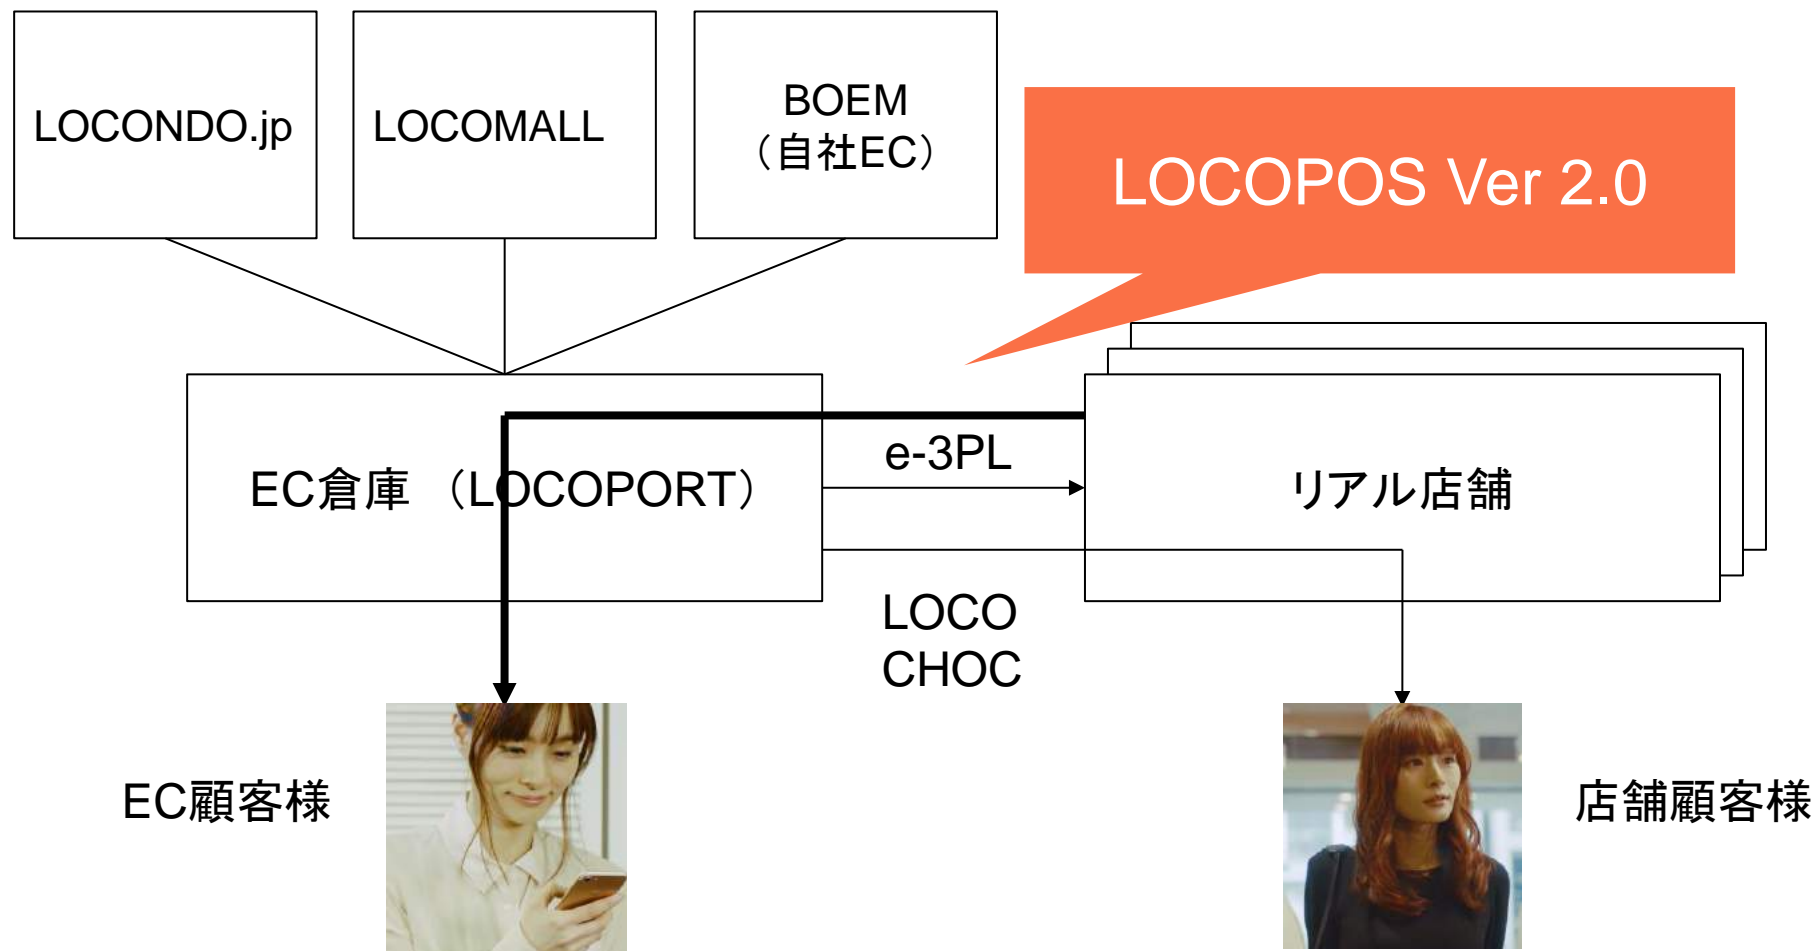 LOCONDO.jp
LOCOMALL
BOEM
（自社EC）
LOCOPOS Ver 2.0
EC倉庫 （LOCOPORT）
e-3PL
リアル店舗
LOCO
CHOC
EC顧客様
店舗顧客様